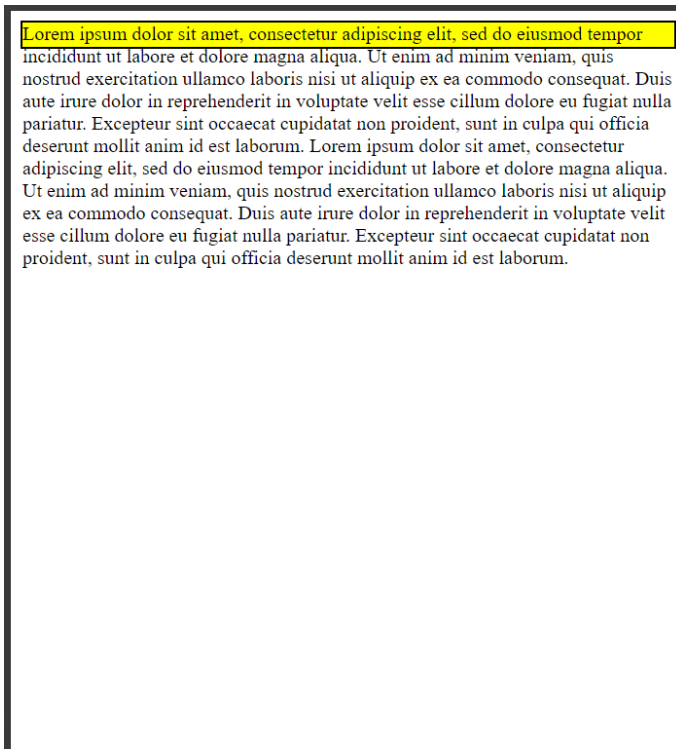 Lorem ipsum dolor sit amet, consectetur adipiscing elit, sed do eiusmod tempor
incididunt ut labore et dolore magna aliqua. Ut enim ad minim veniam, quis
nostrud exercitation ullamco laboris nisi ut aliquip ex ea commodo consequat. Duis
aute irure dolor in reprehenderit in voluptate velit esse cillum dolore eu fugiat nulla
pariatur. Excepteur sint occaecat cupidatat non proident, sunt in culpa qui officia
deserunt mollit anim id est laborum. Lorem ipsum dolor sit amet, consectetur
adipiscing elit, sed do eiusmod tempor incididunt ut labore et dolore magna aliqua.
Ut enim ad minim veniam, quis nostrud exercitation ullamco laboris nisi ut aliquip
ex ea commodo consequat. Duis aute irure dolor in reprehenderit in voluptate velit
esse cillum dolore eu fugiat nulla pariatur. Excepteur sint occaecat cupidatat non
proident, sunt in culpa qui officia deserunt mollit anim id est laborum.